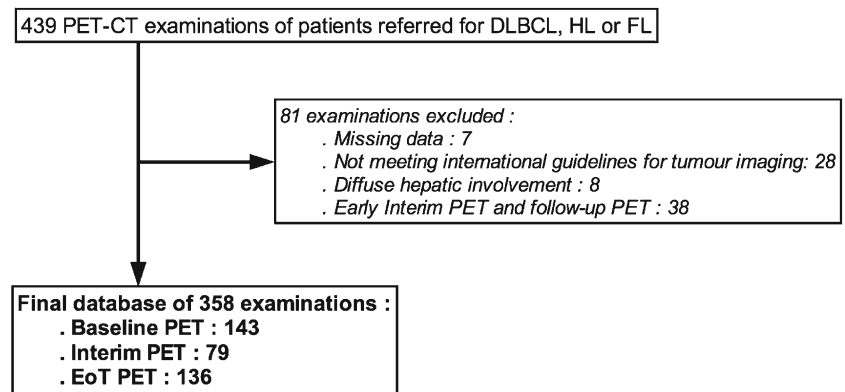 439 PET-CT examinations of patients referred for DLBCL, HL or FL
81 examinations excluded :
. Missing data : 7
. Not meeting international guidelines for tumour imaging: 28
. Diffuse hepatic involvement : 8
. Early Interim PET and follow-up PET : 38
Final database of 358 examinations :
. Baseline PET : 143
. Interim PET : 79
. EoT PET : 136